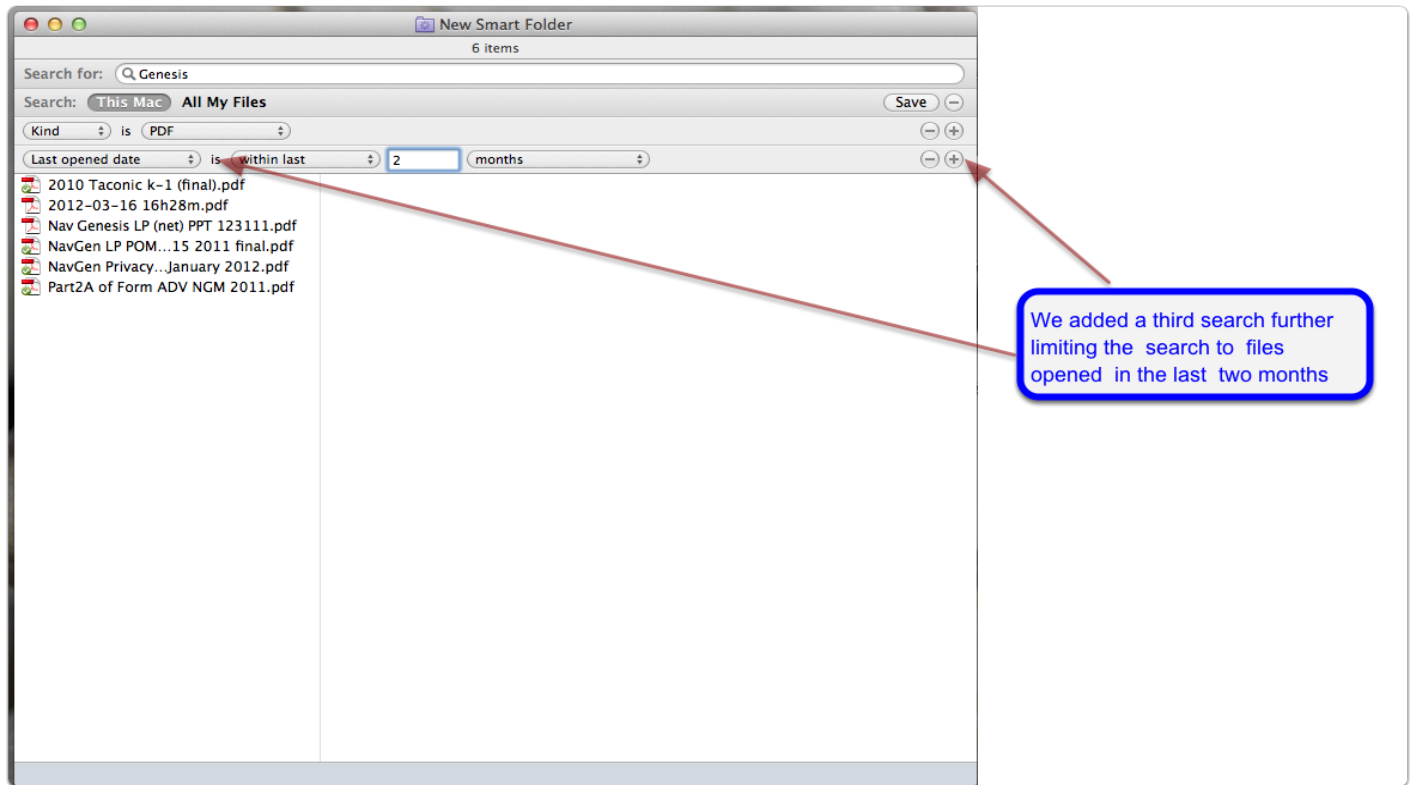 New Smart Folder
6 items
Search for: Genesis
Search: This Mac All My Files Save
Kind is PDF
Last opened date is within last 2 months
2010 Taconic k-1 (final).pdf
2012-03-16 16h28m.pdf
Nav Genesis LP (net) PPT 123111.pdf
NavGen LP POM...15 2011 final.pdf
NavGen Privacy...January 2012.pdf
Part2A of Form ADV NGM 2011.pdf
We added a third search further
limiting the search to files
opened in the last two months